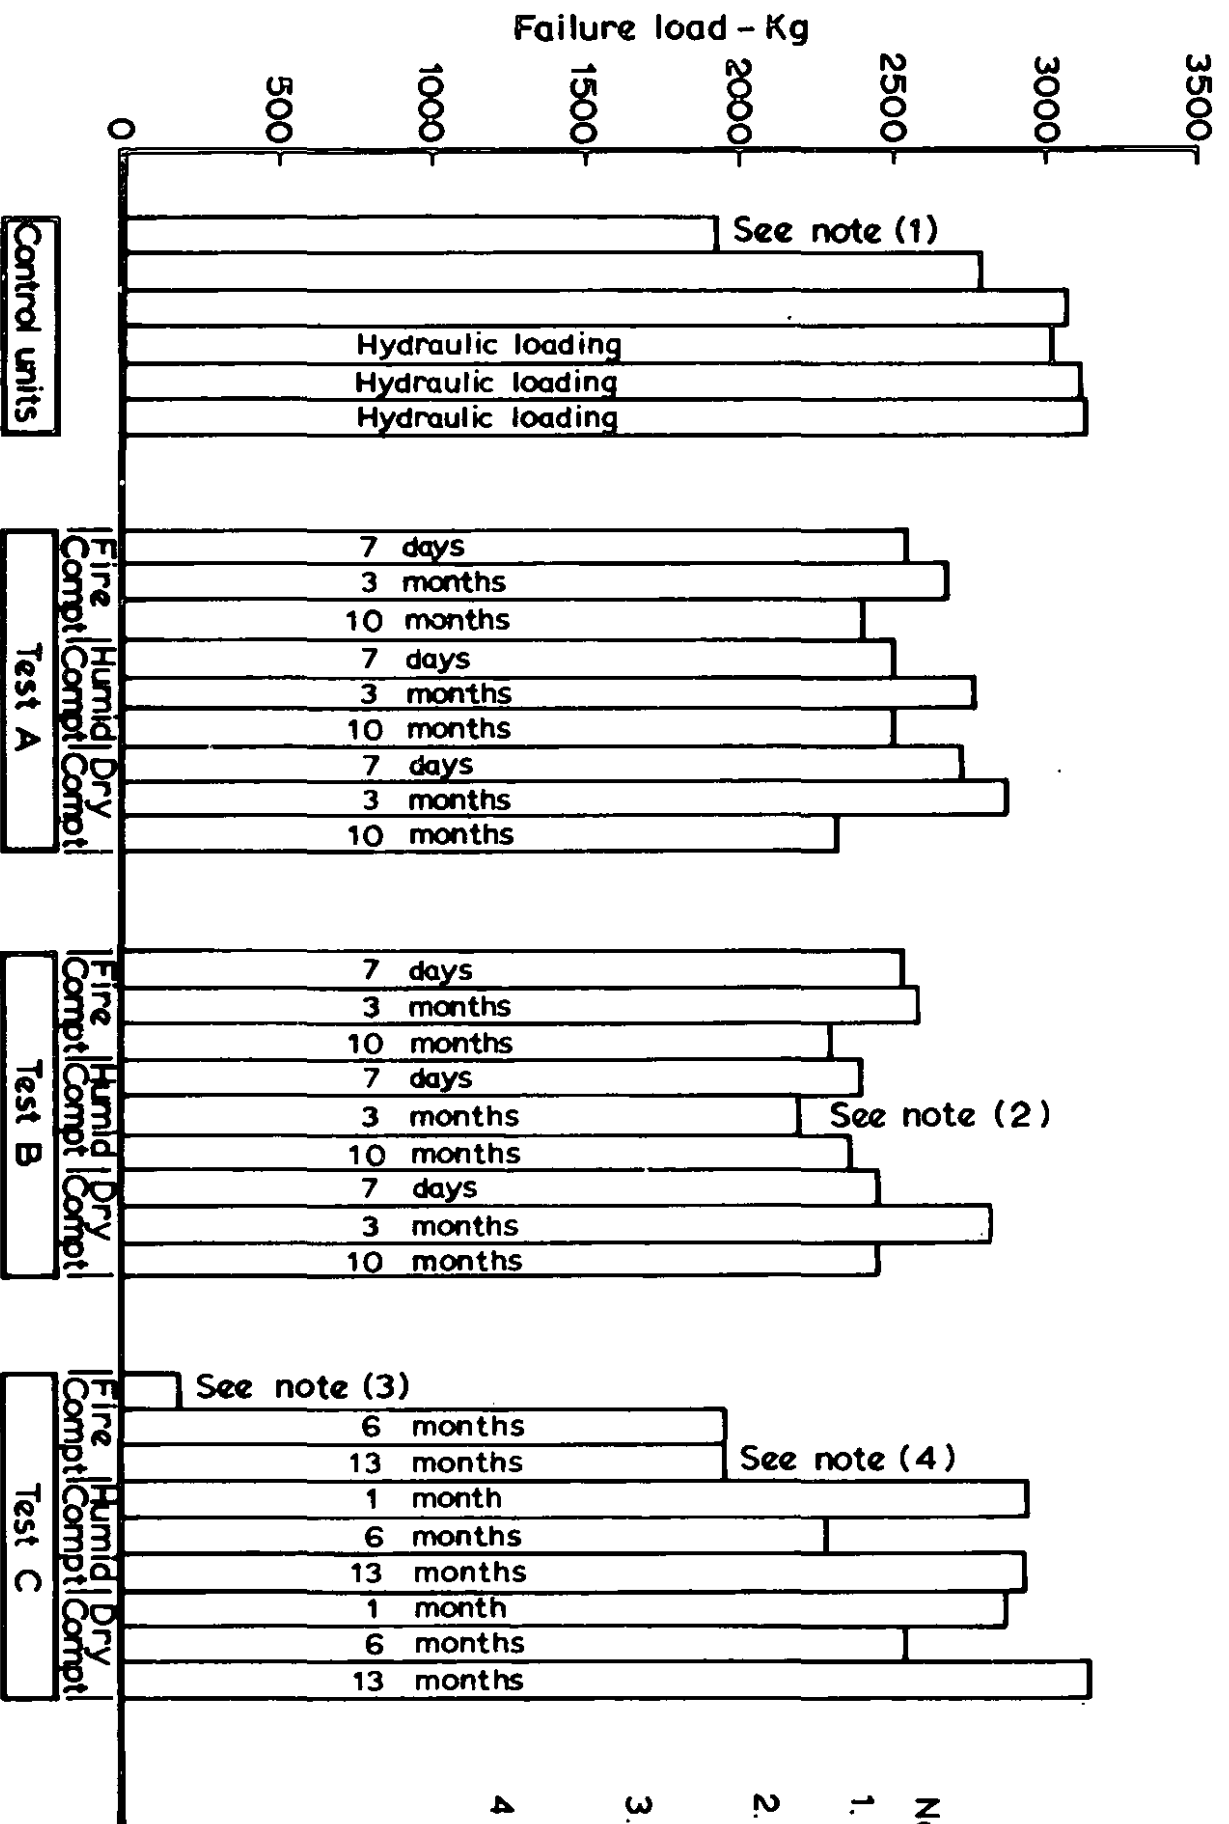 Failure load - Kg
0
500
1000
1500
2000
2500
3000
3500
See note (1)
Hydraulic loading
Hydraulic loading
Hydraulic loading
Control units
7 days
3 months
10 months
7 days
3 months
10 months
7 days
3 months
10 months
Fire Compt
Humid Compt
Dry Compt
Test A
7 days
3 months
10 months
7 days
3 months
See note (2)
10 months
7 days
3 months
10 months
Fire Compt
Humid Compt
Dry Compt
Test B
See note (3)
6 months
13 months
See note (4)
1 month
6 months
13 months
1 month
6 months
13 months
Fire Compt
Humid Compt
Dry Compt
Test C
1.
2.
3.
4